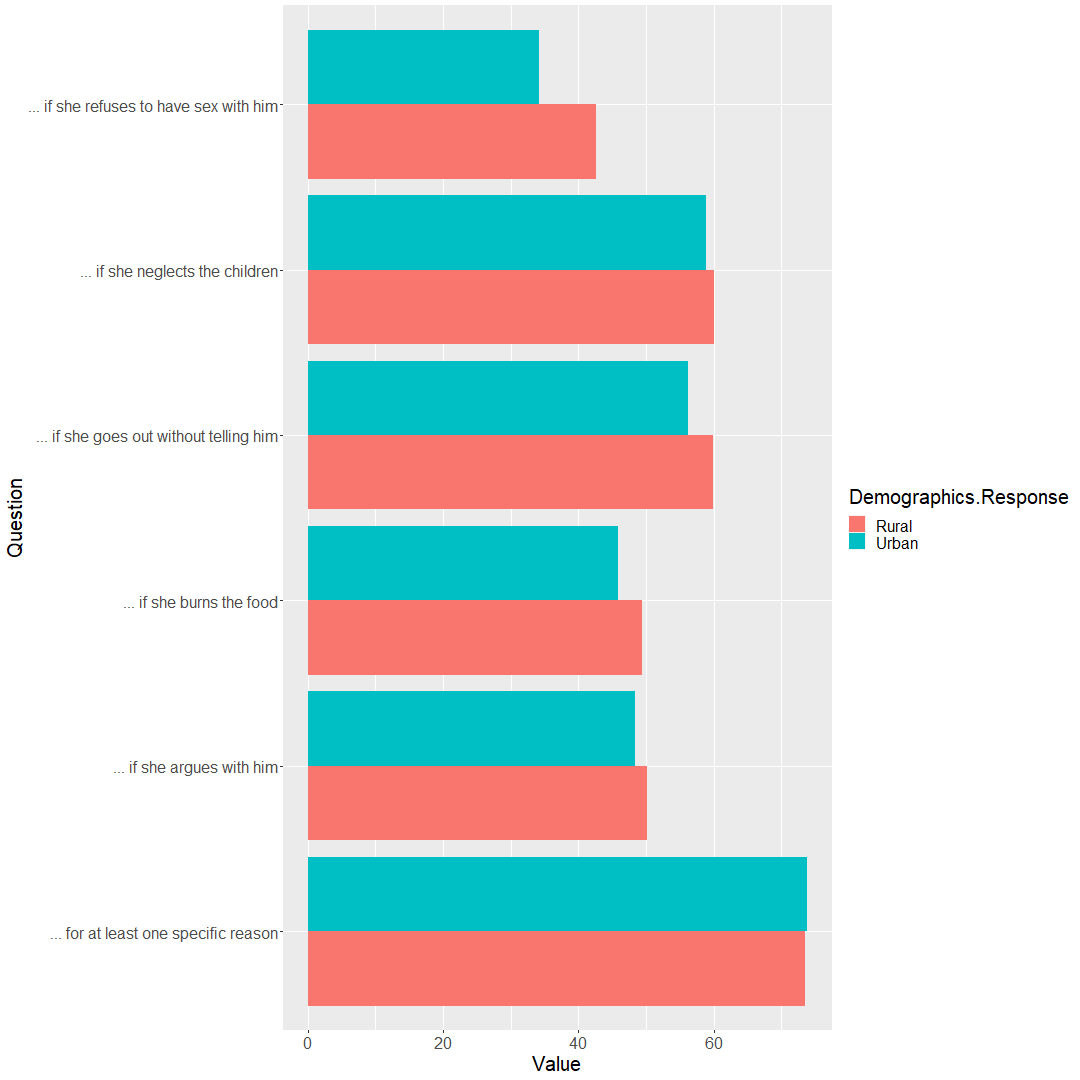 ... if she refuses to have sex with him
... if she neglects the children
... if she goes out without telling him
... if she burns the food
... if she argues with him
... for at least one specific reason
Question
0 20 40 60
Value
Demographics.Response
Rural
Urban